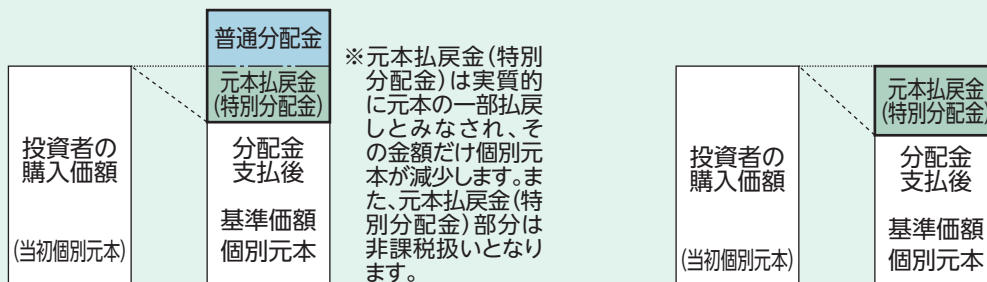 普通分配金
元本払戻金
(特別分配金)
投資者の
購入価額
(当初個別元本)
分配金
支払後
基準価額
個別元本
※元本払戻金(特別
分配金)は実質的
に元本の一部払戻
しとみなされ、そ
の金額だけ個別元
本が減少します。ま
た、元本払戻金(特
別分配金)部分は
非課税扱いとなり
ます。
投資者の
購入価額
(当初個別元本)
元本払戻金
(特別分配金)
分配金
支払後
基準価額
個別元本